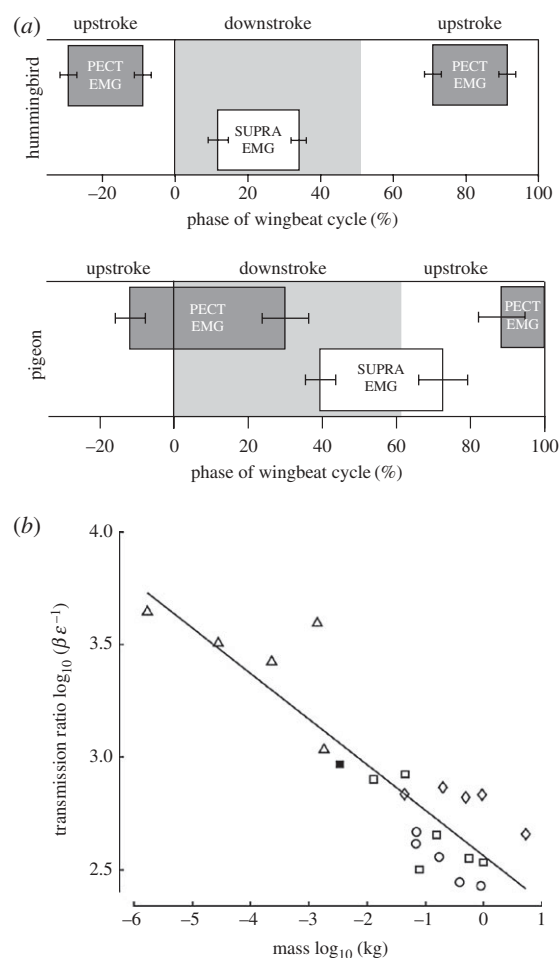 (a)
upstroke downstroke upstroke
hummingbird
PECT EMG
PECT EMG
SUPRA EMG
−20 0 20 40 60 80 100
phase of wingbeat cycle (%)
upstroke downstroke upstroke
pigeon
PECT EMG
PECT EMG
SUPRA EMG
−20 0 20 40 60 80 100
phase of wingbeat cycle (%)
(b)
transmission ratio log10 (β ε−1)
4.0
3.5
3.0
2.5
−6 −5 −4 −3 −2 −1 0 1
mass log10 (kg)